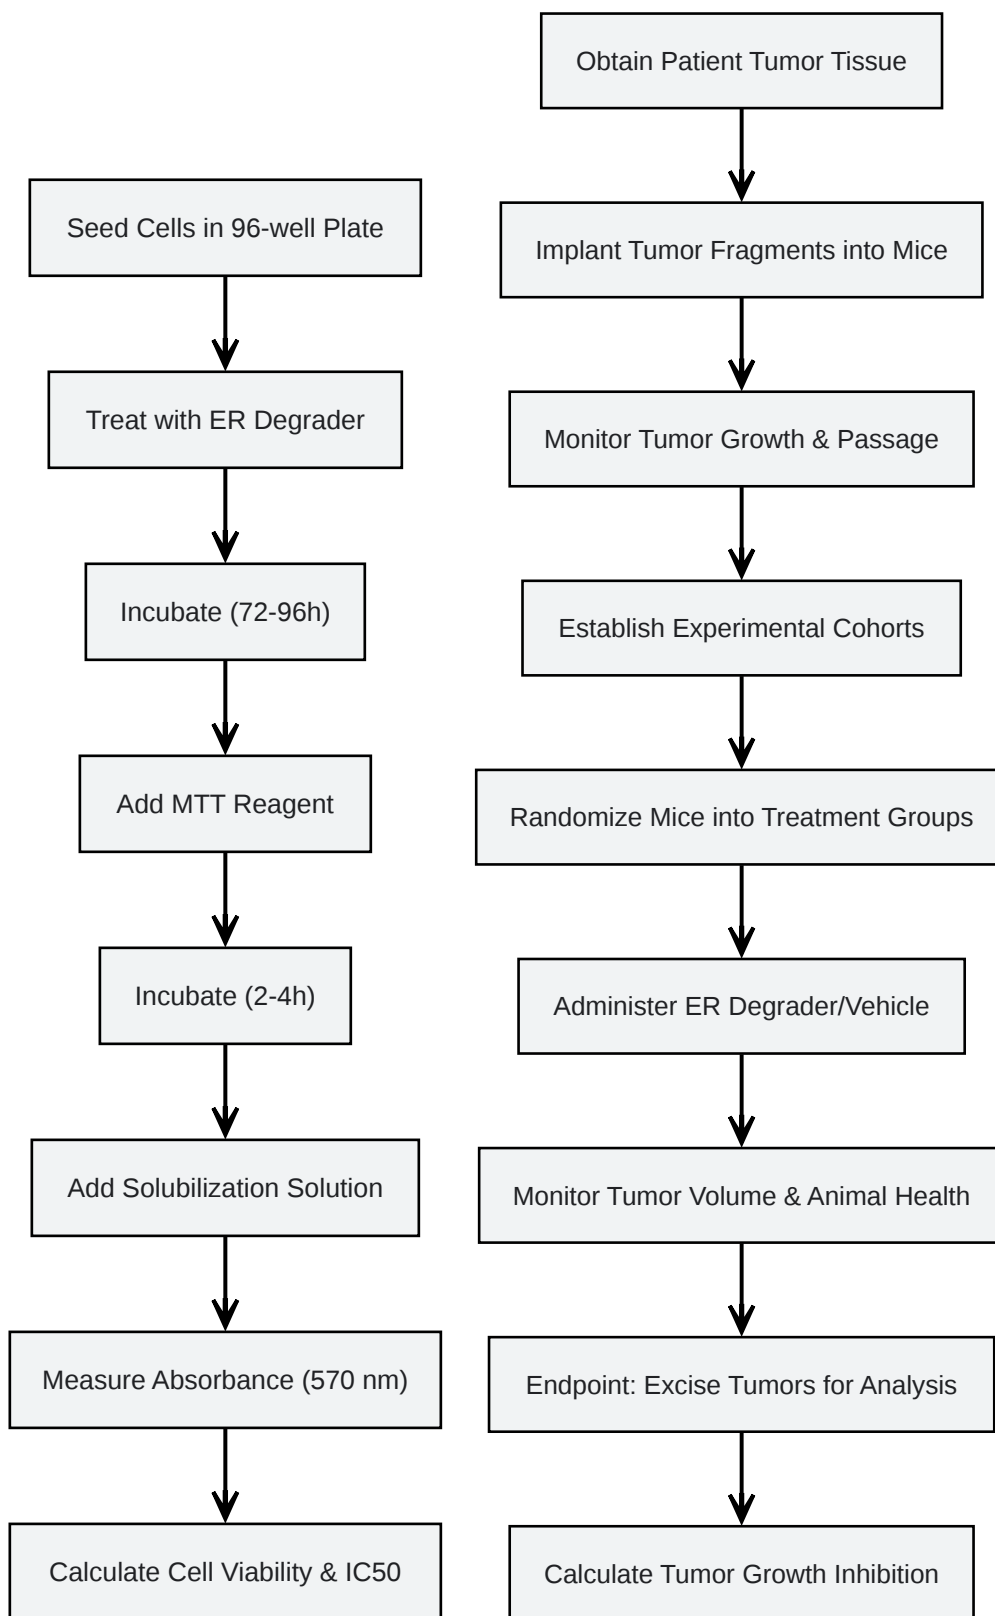 Seed Cells in 96-well Plate
Treat with ER Degrader
Incubate (72-96h)
Add MTT Reagent
Incubate (2-4h)
Add Solubilization Solution
Measure Absorbance (570 nm)
Calculate Cell Viability & IC50
Obtain Patient Tumor Tissue
Implant Tumor Fragments into Mice
Monitor Tumor Growth & Passage
Establish Experimental Cohorts
Randomize Mice into Treatment Groups
Administer ER Degrader/Vehicle
Monitor Tumor Volume & Animal Health
Endpoint: Excise Tumors for Analysis
Calculate Tumor Growth Inhibition